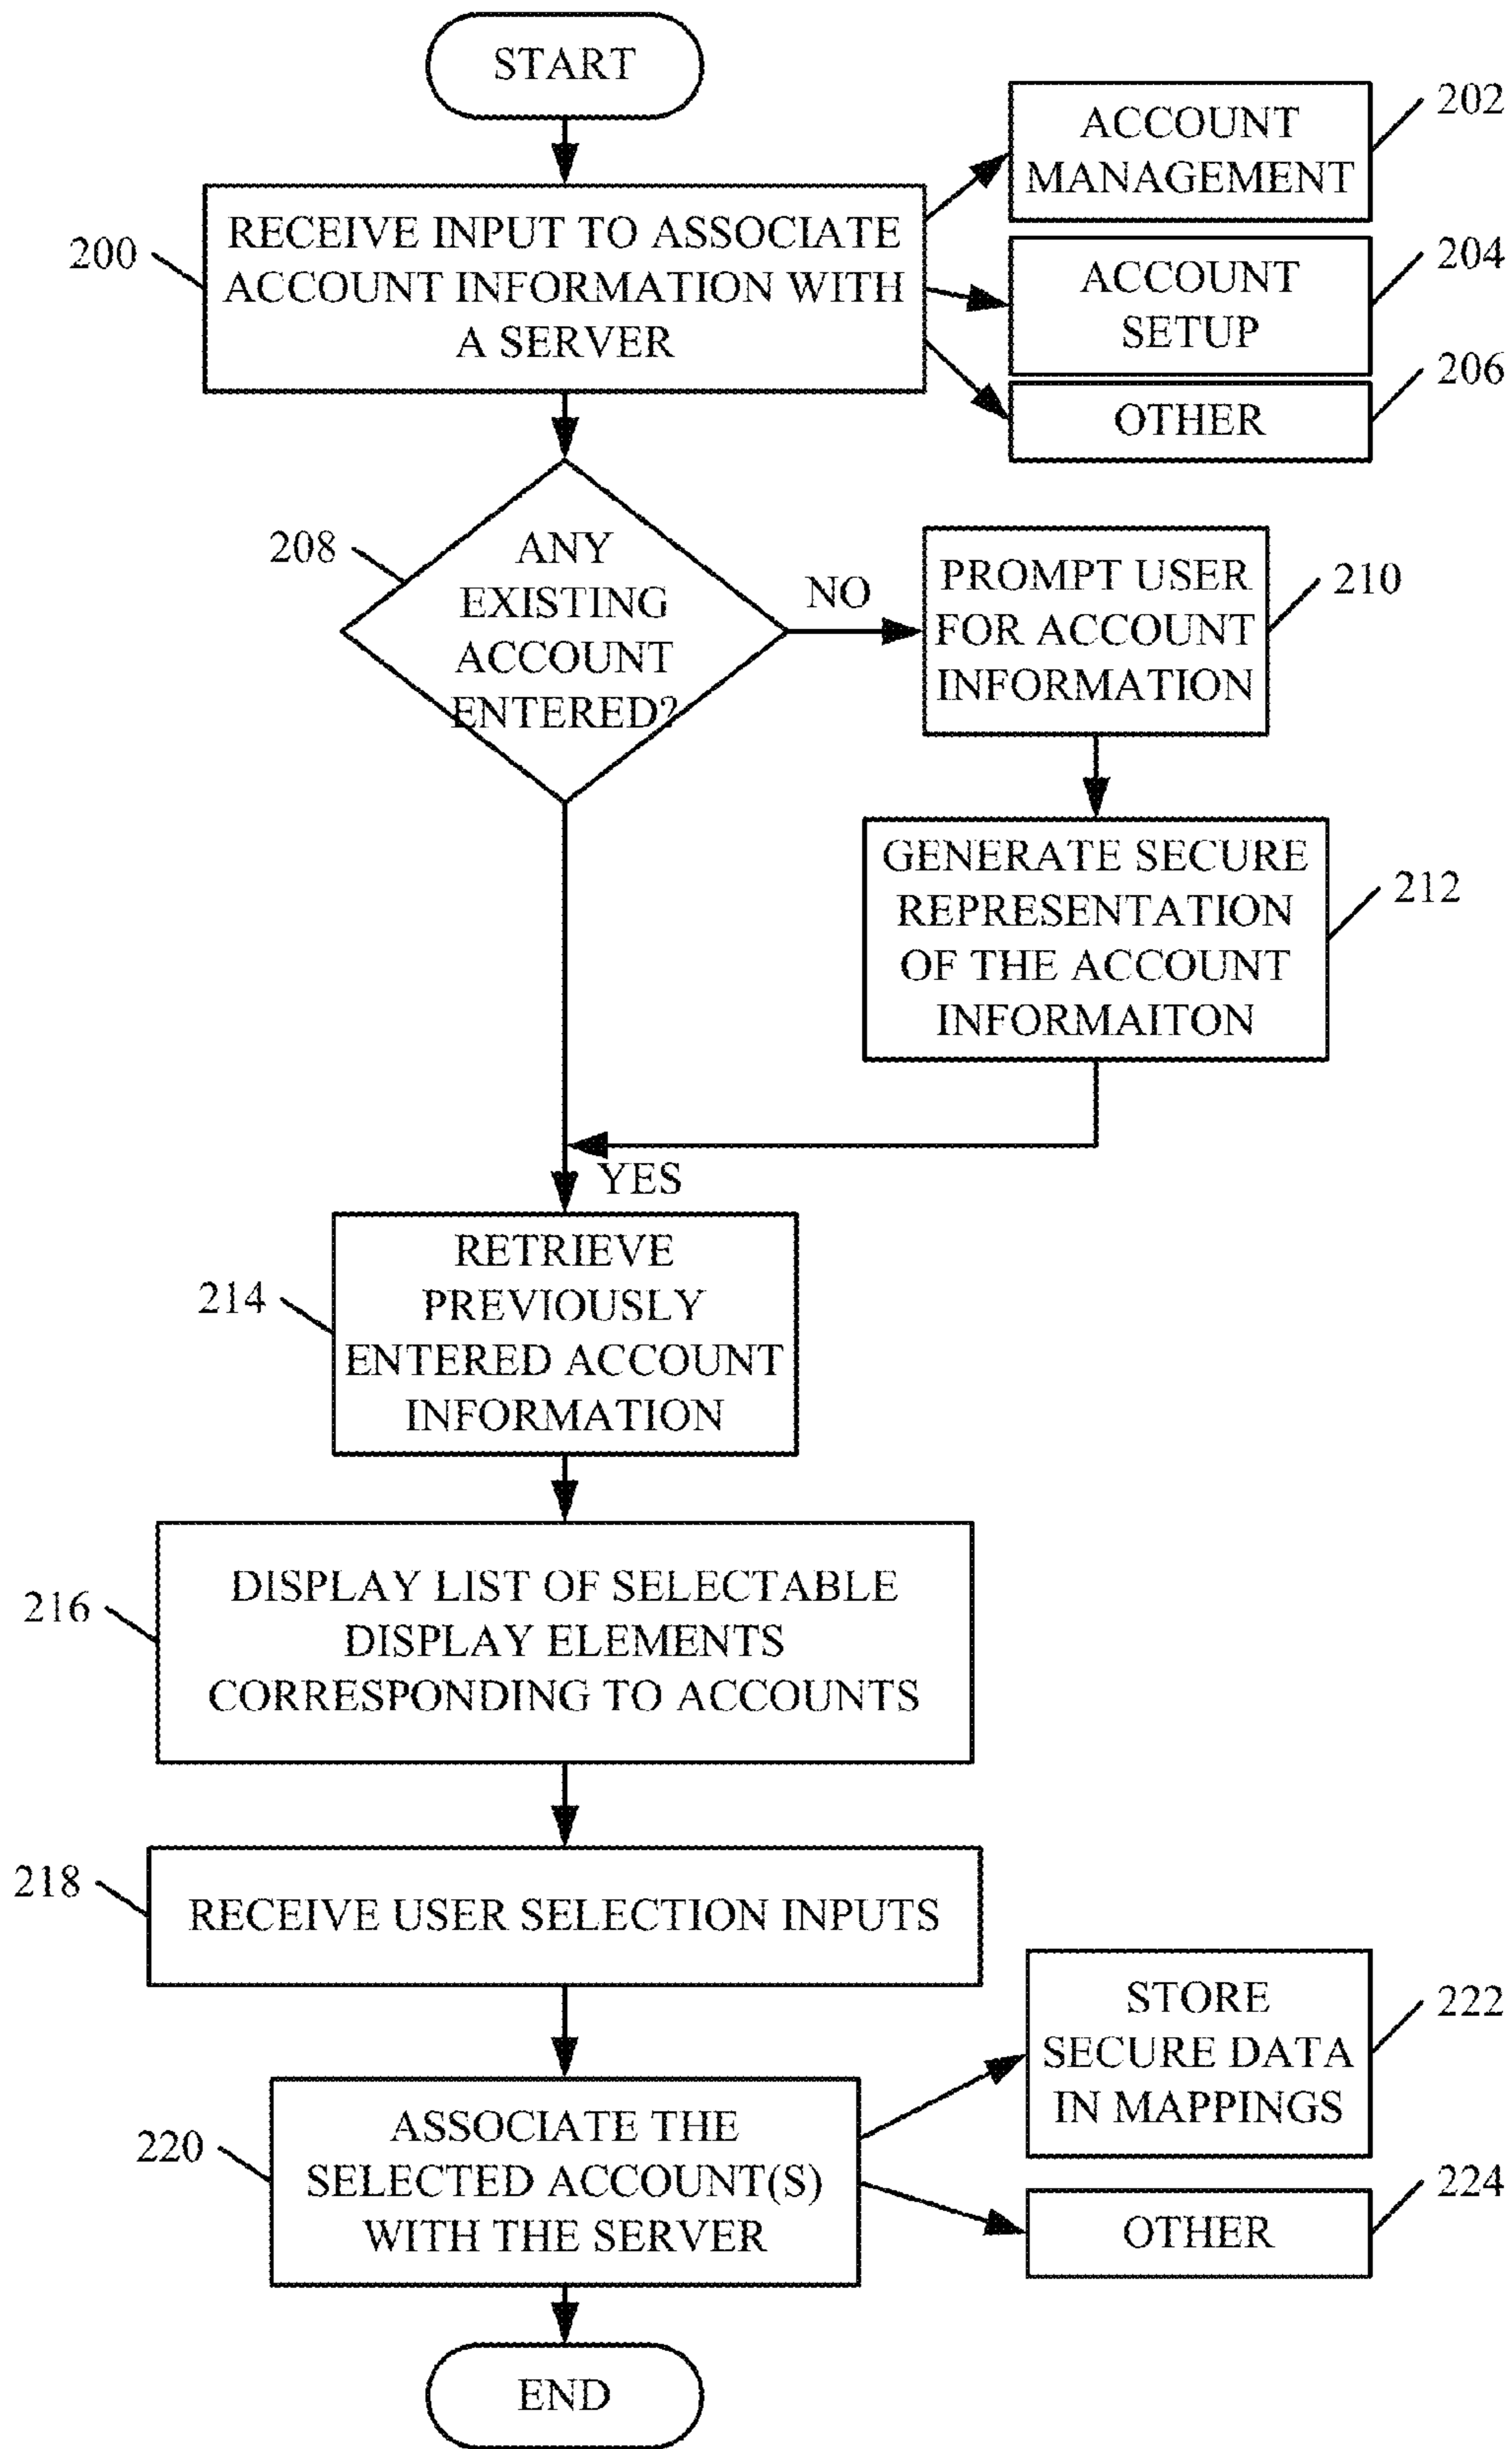 START
202
ACCOUNT
MANAGEMENT
200
RECEIVE INPUT TO ASSOCIATE
ACCOUNT INFORMATION WITH
A SERVER
204
ACCOUNT
SETUP
206
OTHER
208
ANY
EXISTING
ACCOUNT
ENTERED?
NO
PROMPT USER
FOR ACCOUNT
INFORMATION
210
GENERATE SECURE
REPRESENTATION
OF THE ACCOUNT
INFORMAITON
212
YES
214
RETRIEVE
PREVIOUSLY
ENTERED ACCOUNT
INFORMATION
216
DISPLAY LIST OF SELECTABLE
DISPLAY ELEMENTS
CORRESPONDING TO ACCOUNTS
218
RECEIVE USER SELECTION INPUTS
220
ASSOCIATE THE
SELECTED ACCOUNT(S)
WITH THE SERVER
STORE
SECURE DATA
IN MAPPINGS
222
OTHER
224
END